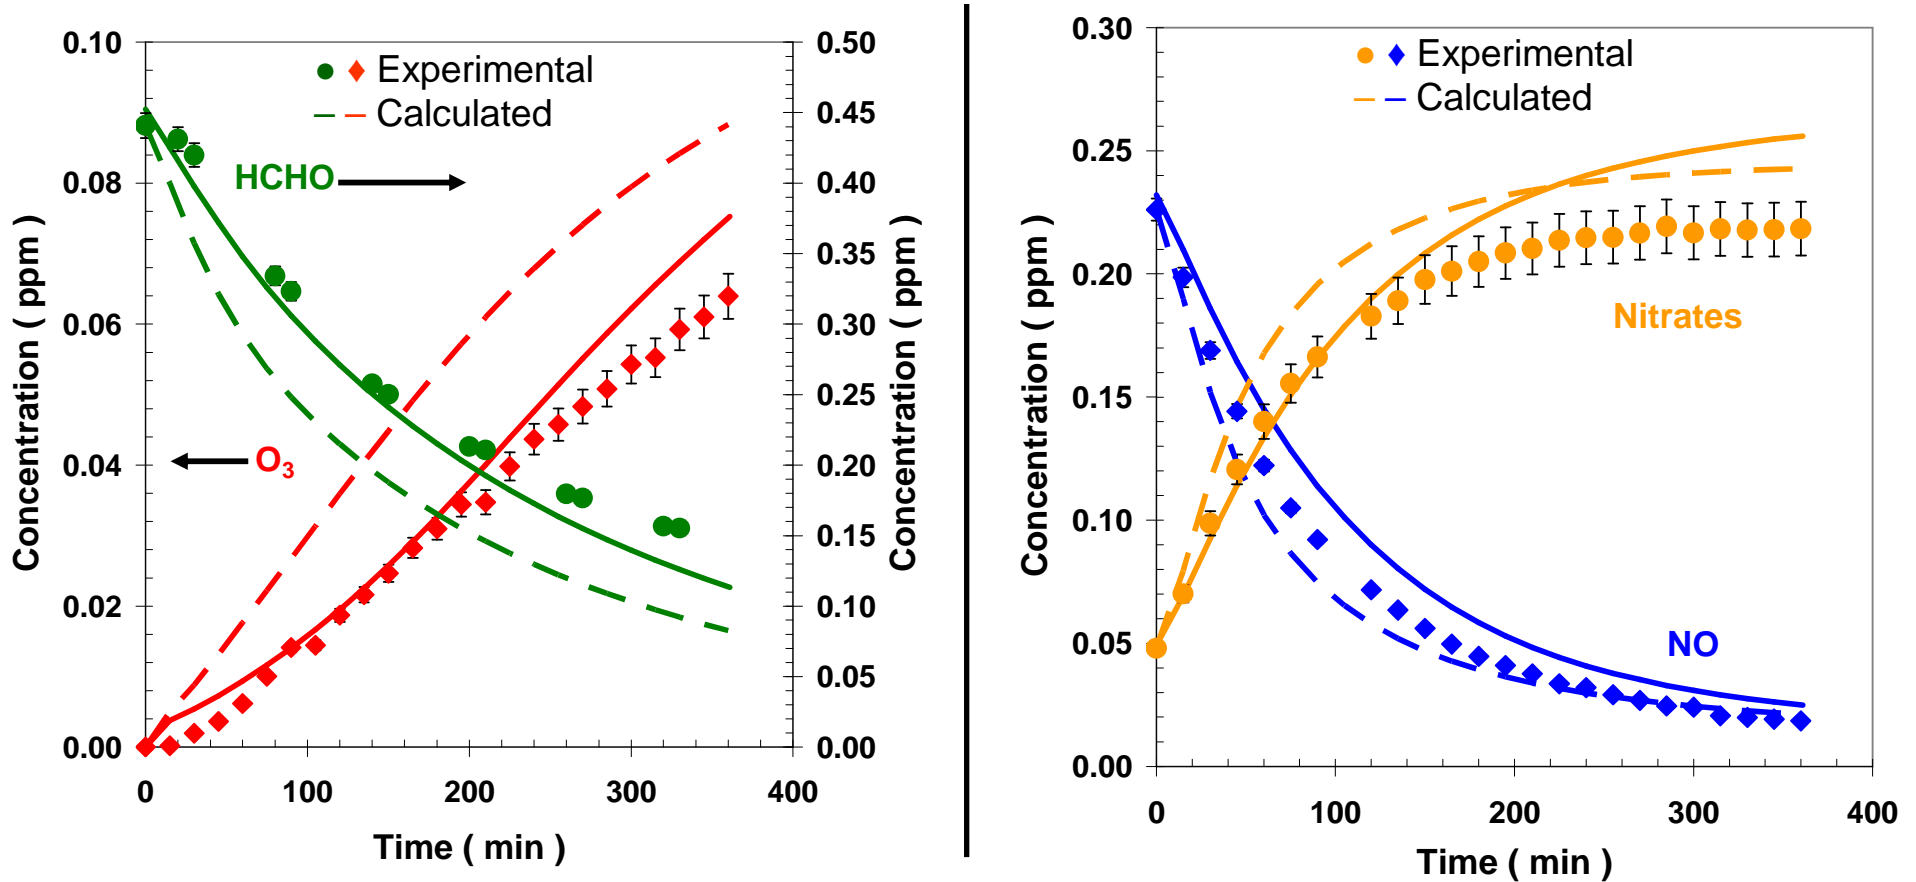 Experimental
Calculated
HCHO
O3
Concentration ( ppm )
0.10
0.08
0.06
0.04
0.02
0.00
Concentration ( ppm )
0.50
0.45
0.40
0.35
0.30
0.25
0.20
0.15
0.10
0.05
0.00
0 100 200 300 400
Time ( min )
Experimental
Calculated
Nitrates
NO
Concentration ( ppm )
0.30
0.25
0.20
0.15
0.10
0.05
0.00
0 100 200 300 400
Time ( min )